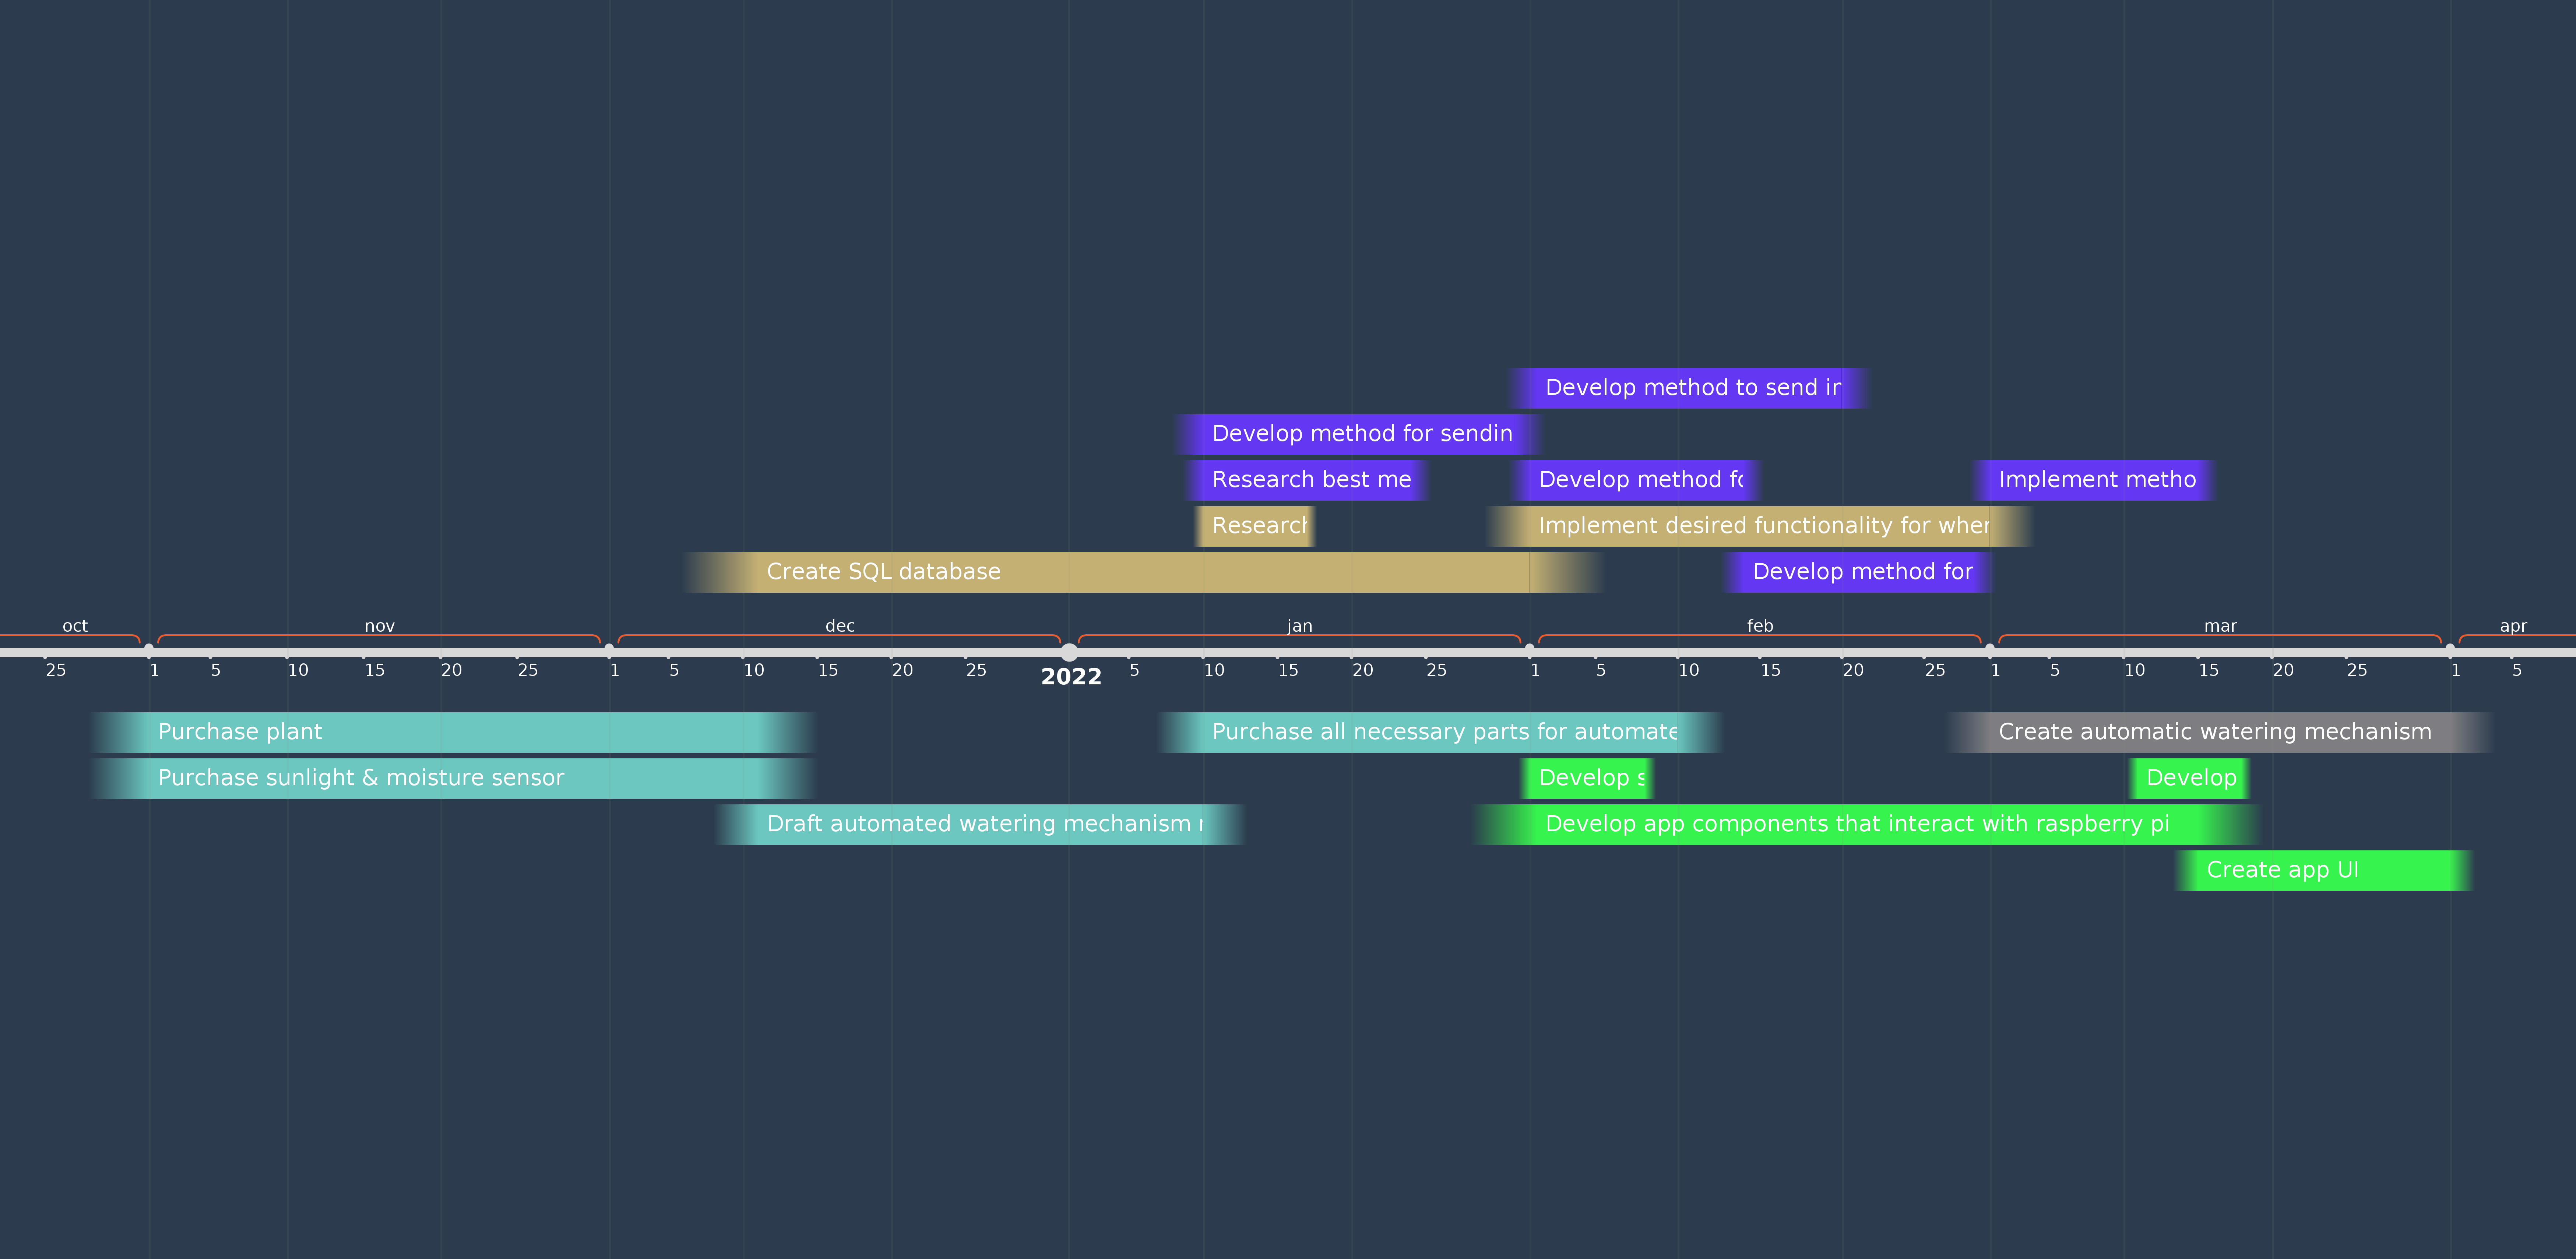 Develop method to send
Develop method for sendin
Research best me
Develop method
Implement metho
Research
Implement desired functionality for
Create SQL database
Develop method for
oct nov dec jan feb mar apr
25 1 5 10 15 20 25 1 5 10 15 20 25 2022 5 10 15 20 25 1 5 10 15 20 25 1 5 10 15 20 25 1 5
Purchase plant
Purchase all necessary parts for automate
Create automatic watering mechanism
Purchase sunlight & moisture sensor
Develop s
Develop
Draft automated watering mechanism
Develop app components that interact with raspberry pi
Create app UI